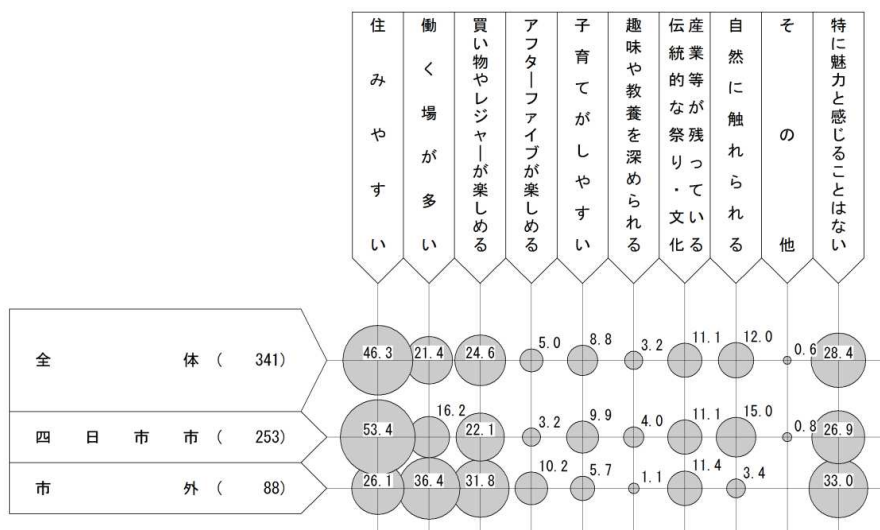 住みやすい
働く場が多い
買い物やレジャーが楽しめる
アフターファイブが楽しめる
子育てがしやすい
趣味や教養を深められる
産業等が残っている
伝統的な祭り・文化
自然に触れられる
その他
特に魅力と感じることはない
全体( 341)
46.3 21.4 24.6 5.0 8.8 3.2 11.1 12.0 0.6 28.4
四日市市( 253)
53.4 16.2 22.1 3.2 9.9 4.0 11.1 15.0 0.8 26.9
市外( 88)
26.1 36.4 31.8 10.2 5.7 1.1 11.4 3.4 33.0